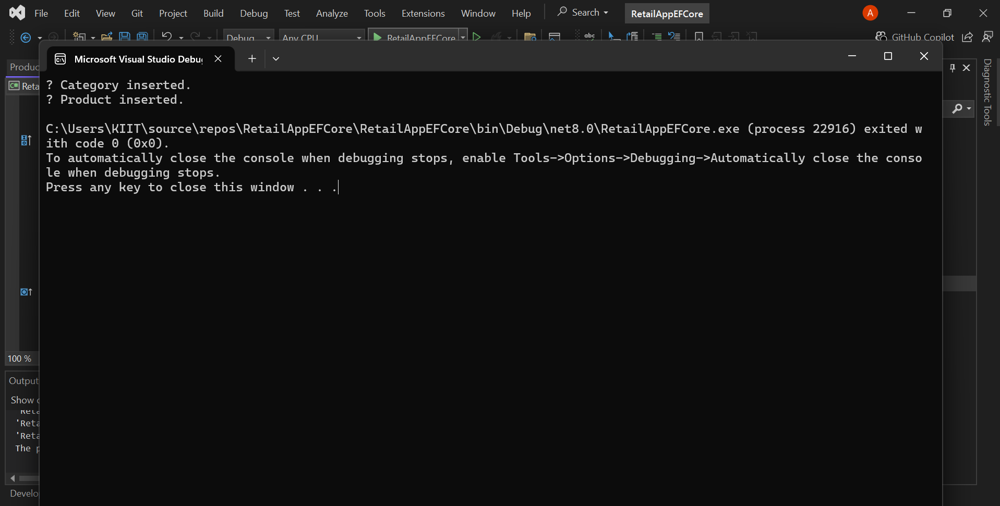 File Edit View Git Project Build Debug Test Analyze Tools Extensions Window Help Search RetailAppEFCore A
Debug Any CPU RetailAppEFCore abc GitHub Copilot
Microsoft Visual Studio Debu
Produc
C# Reta
? Category inserted.
? Product inserted.
C:\Users\KIIT\source\repos\RetailAppEFCore\RetailAppEFCore\bin\Debug\net8.0\RetailAppEFCore.exe (process 22916) exited w
ith code 0 (0x0).
To automatically close the console when debugging stops, enable Tools->Options->Debugging->Automatically close the conso
le when debugging stops.
Press any key to close this window . . .
Diagnostic Tools
100 %
Output
Show
'Reta
'Reta
'Reta
The p
Develo